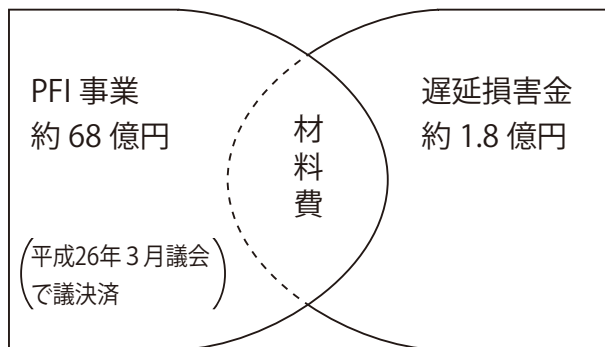 PFI 事業
約 68 億円
(平成26年３月議会
で議決済)
材料費
遅延損害金
約 1.8 億円